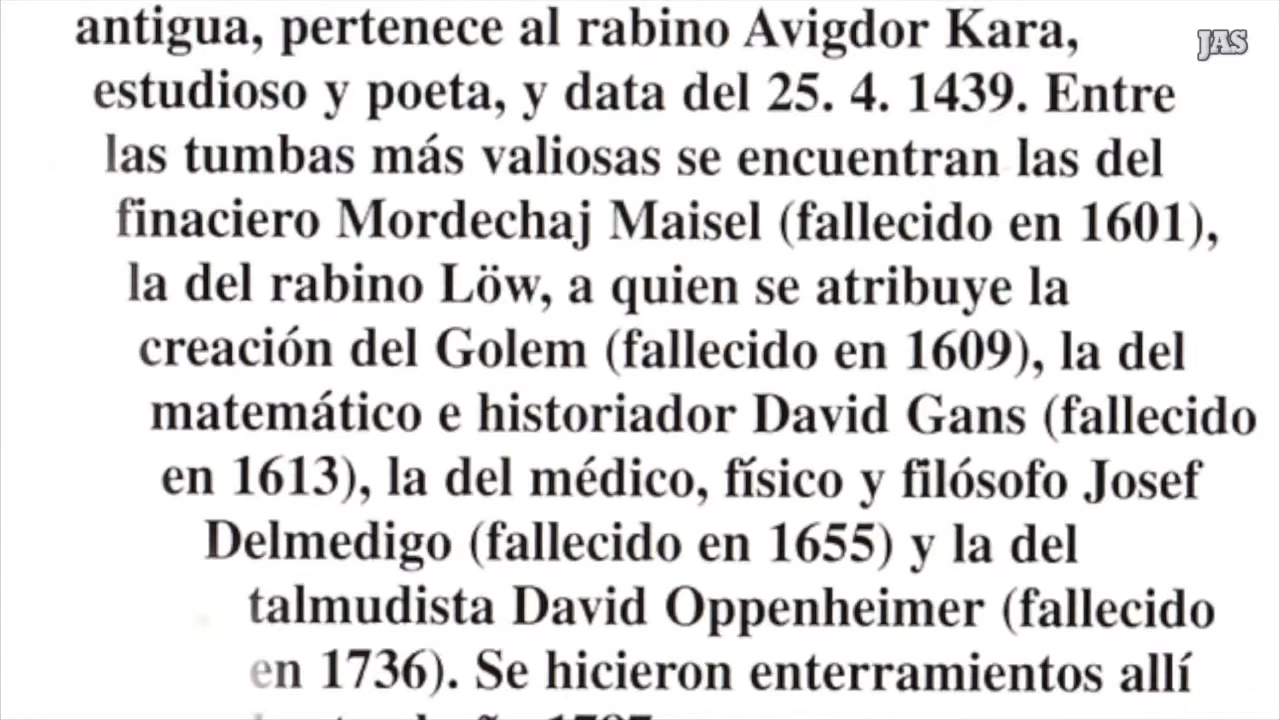 JAS
antigua, pertenece al rabino Avigdor Kara,
estudioso y poeta, y data del 25. 4. 1439. Entre
las tumbas más valiosas se encuentran las del
finaciero Mordechaj Maisel (fallecido en 1601),
la del rabino Löw, a quien se atribuye la
creación del Golem (fallecido en 1609), la del
matemático e historiador David Gans (fallecido
en 1613), la del médico, físico y filósofo Josef
Delmedigo (fallecido en 1655) y la del
talmudista David Oppenheimer (fallecido
en 1736). Se hicieron enterramientos allí